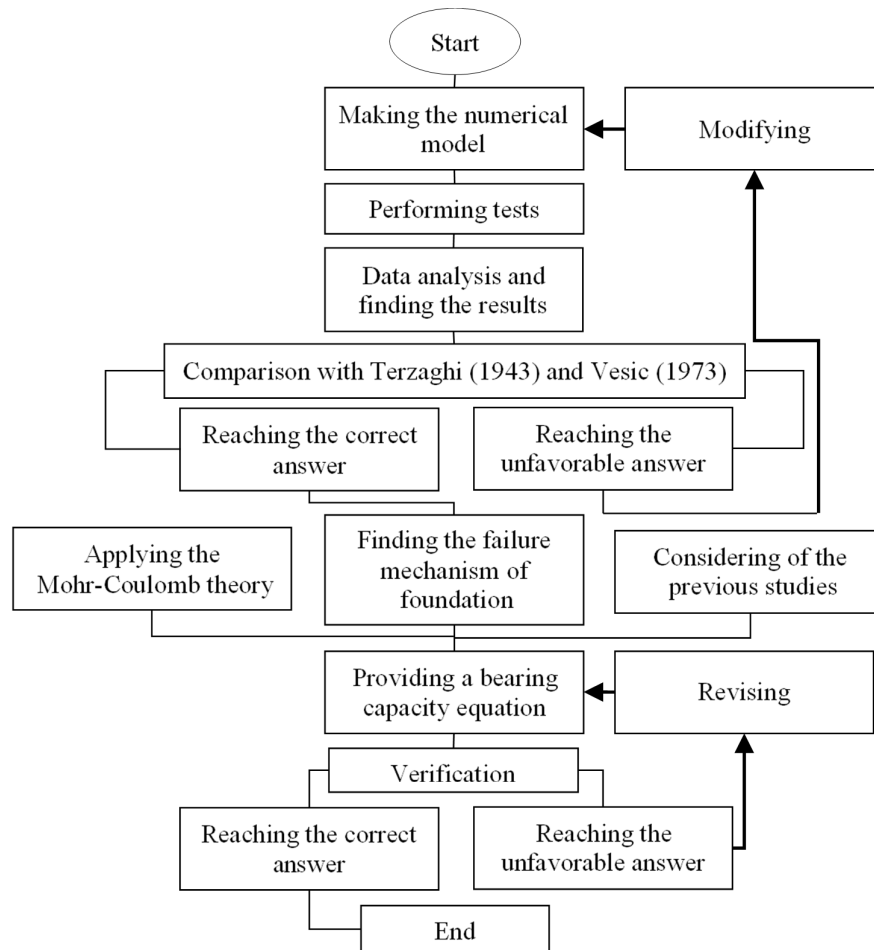 Start
Making the numerical
model
Modifying
Performing tests
Data analysis and
finding the results
Comparison with Terzaghi (1943) and Vesic (1973)
Reaching the correct
answer
Reaching the
unfavorable answer
Applying the
Mohr-Coulomb theory
Finding the failure
mechanism of
foundation
Considering of the
previous studies
Providing a bearing
capacity equation
Revising
Verification
Reaching the correct
answer
Reaching the
unfavorable answer
End